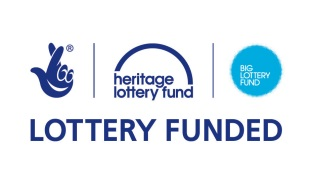 ®
heritage
lottery fund
BIG
LOTTERY
FUND
LOTTERY FUNDED